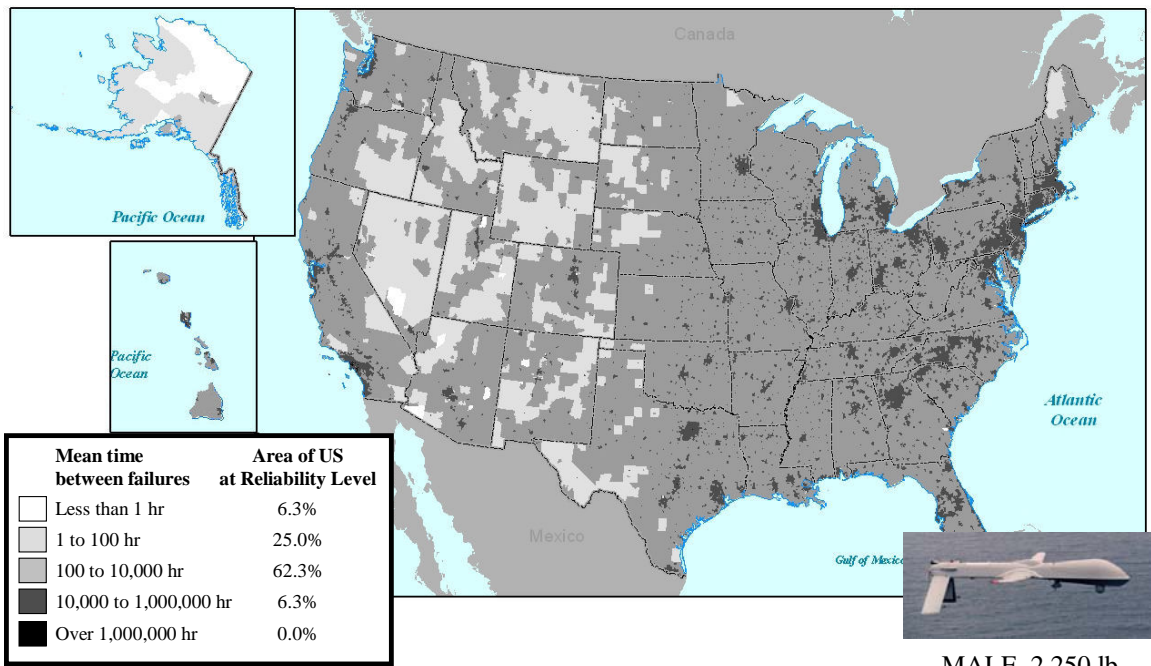 Canada
Pacific Ocean
Pacific
Ocean
Atlantic
Ocean
Mexico
Gulf of Mexico
Mean time
between failures
Area of US
at Reliability Level
Less than 1 hr 6.3%
1 to 100 hr 25.0%
100 to 10,000 hr 62.3%
10,000 to 1,000,000 hr 6.3%
Over 1,000,000 hr 0.0%
MALE, 2,250 lb